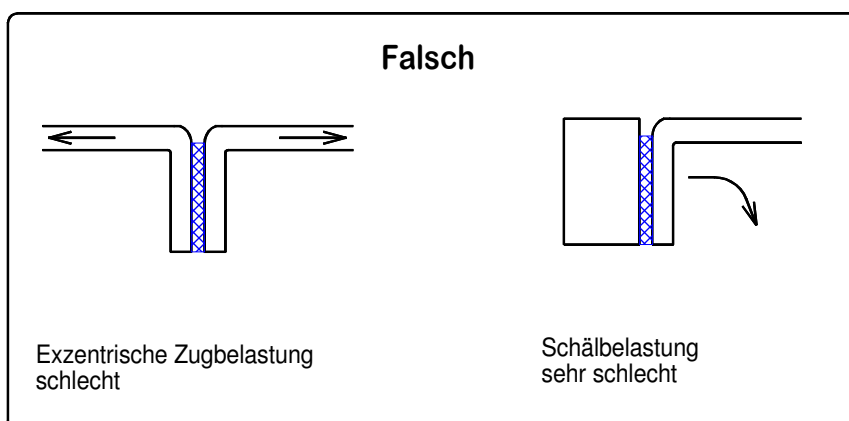 Falsch
Exzentrische Zugbelastung
schlecht
Schälbelastung
sehr schlecht